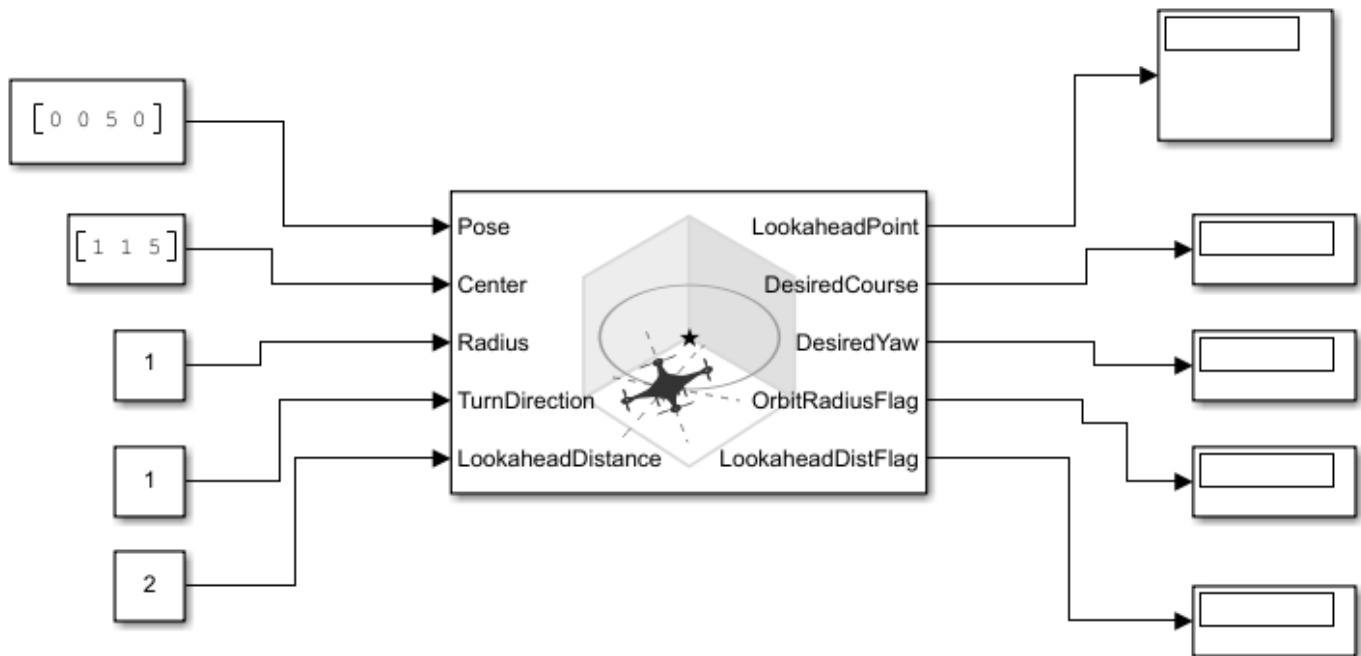 [0 0 5 0]
[1 1 5]
1
1
2
Pose
Center
Radius
TurnDirection
LookaheadDistance
LookaheadPoint
DesiredCourse
DesiredYaw
OrbitRadiusFlag
LookaheadDistFlag